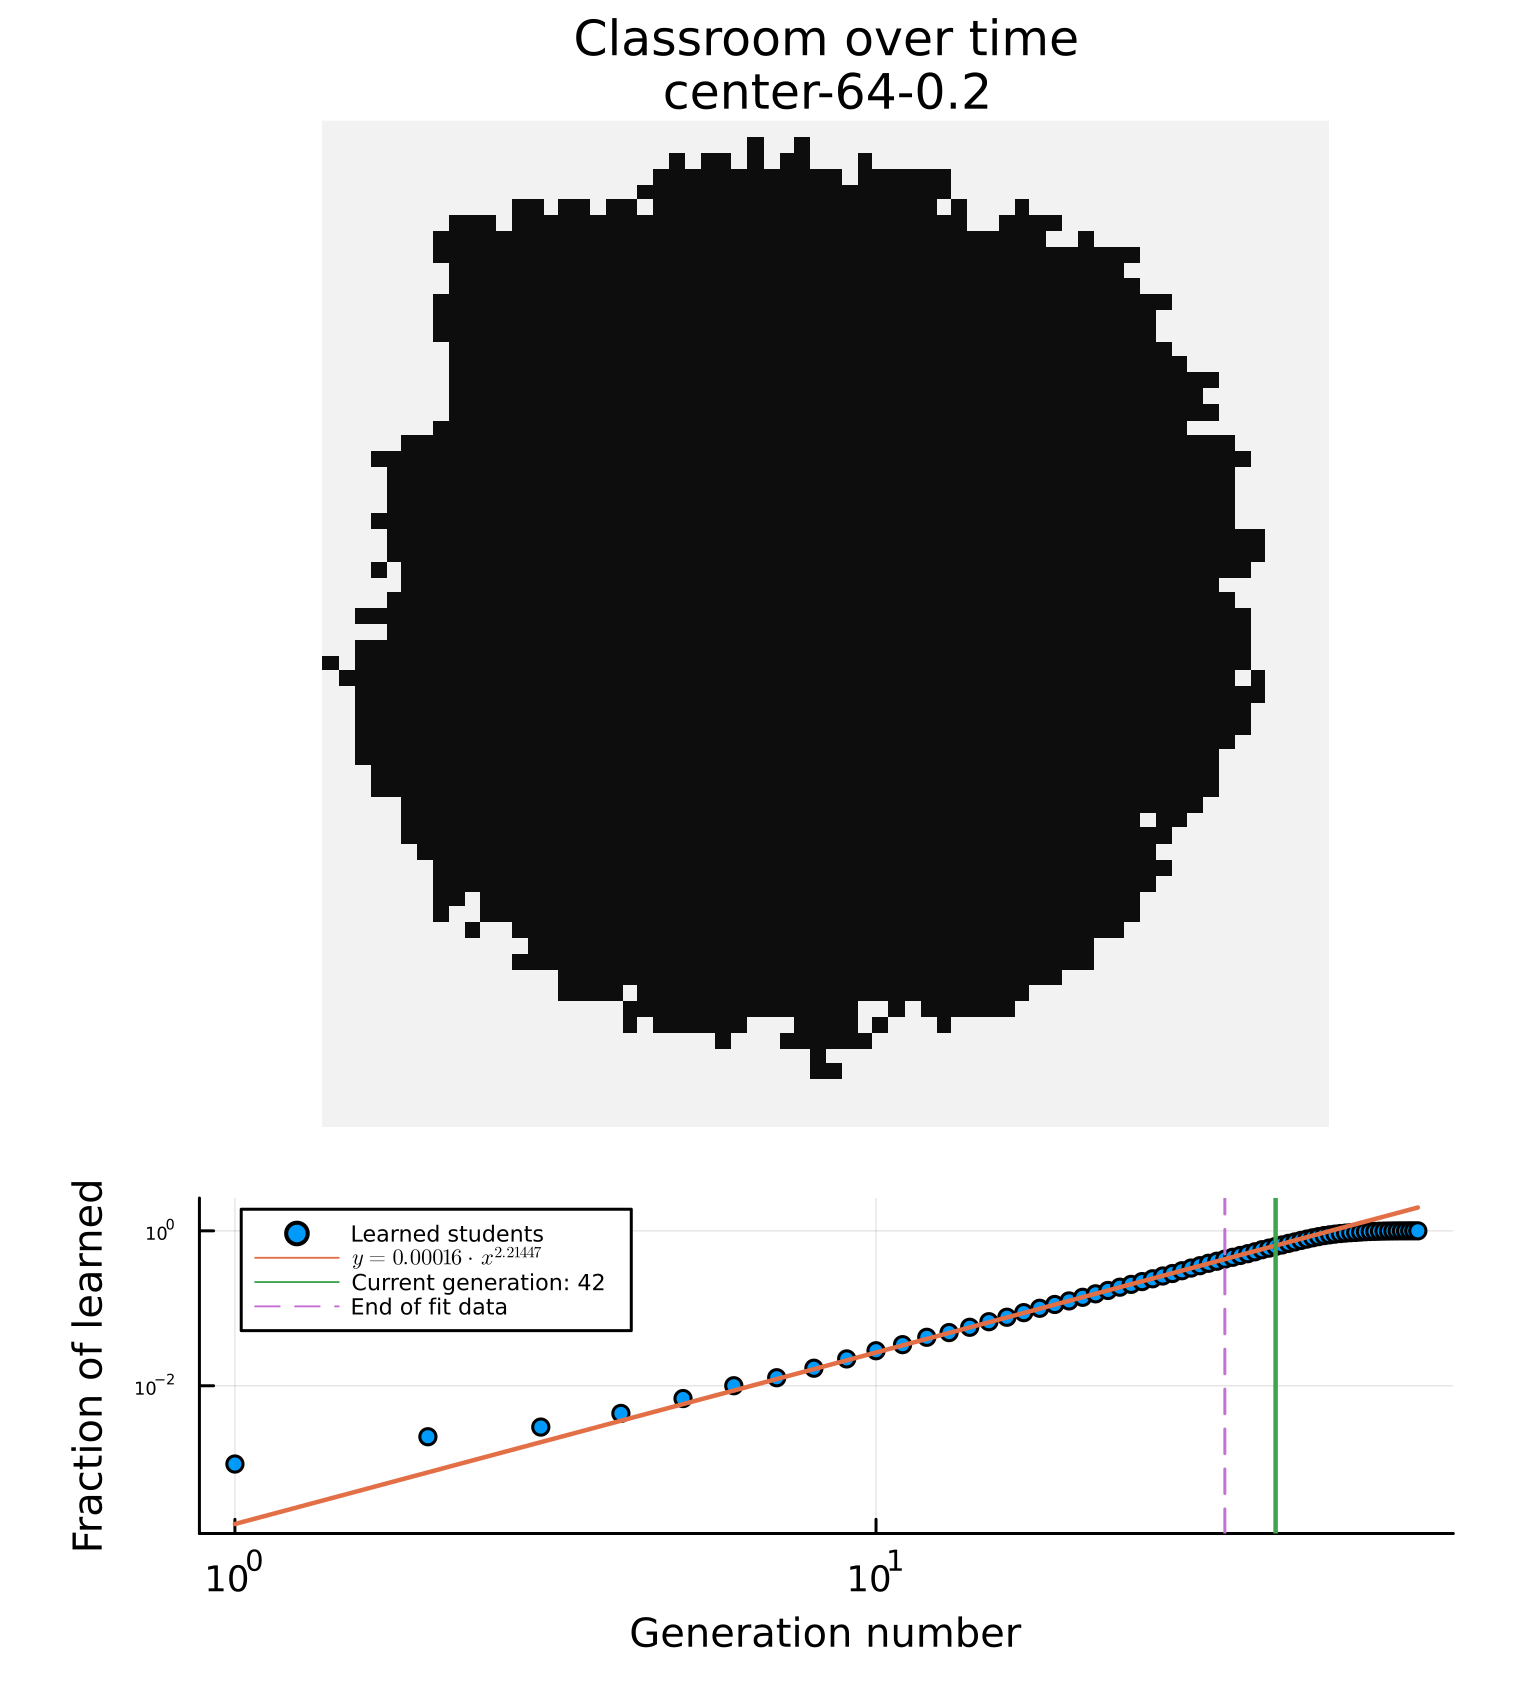 Classroom over time
center-64-0.2
Fraction of learned
10^0
10^-2
Learned students
y = 0.00016 · x^2.21447
Current generation: 42
End of fit data
10^0
10^1
Generation number